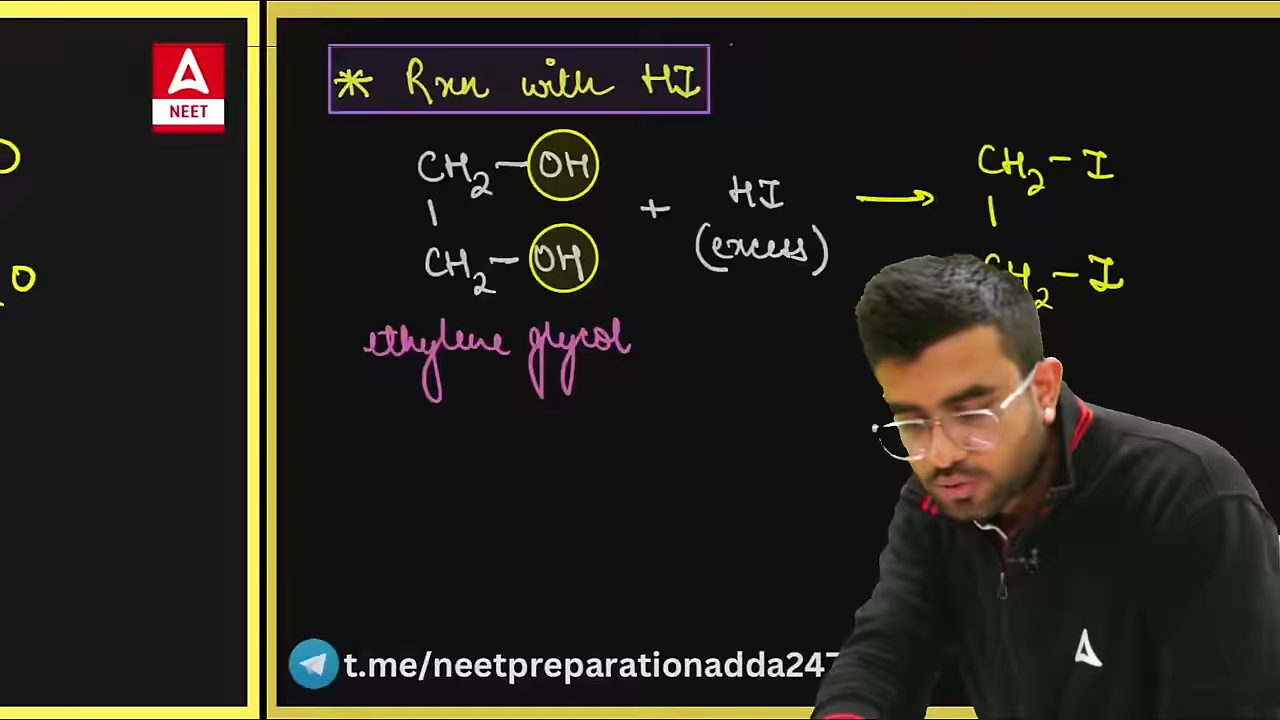 NEET
* Rxn with HI
CH2-OH
CH2-OH
+ HI
(excess)
→
CH2-I
CH2-I
ethylene glycol
O
O
t.me/neetpreparationadda247